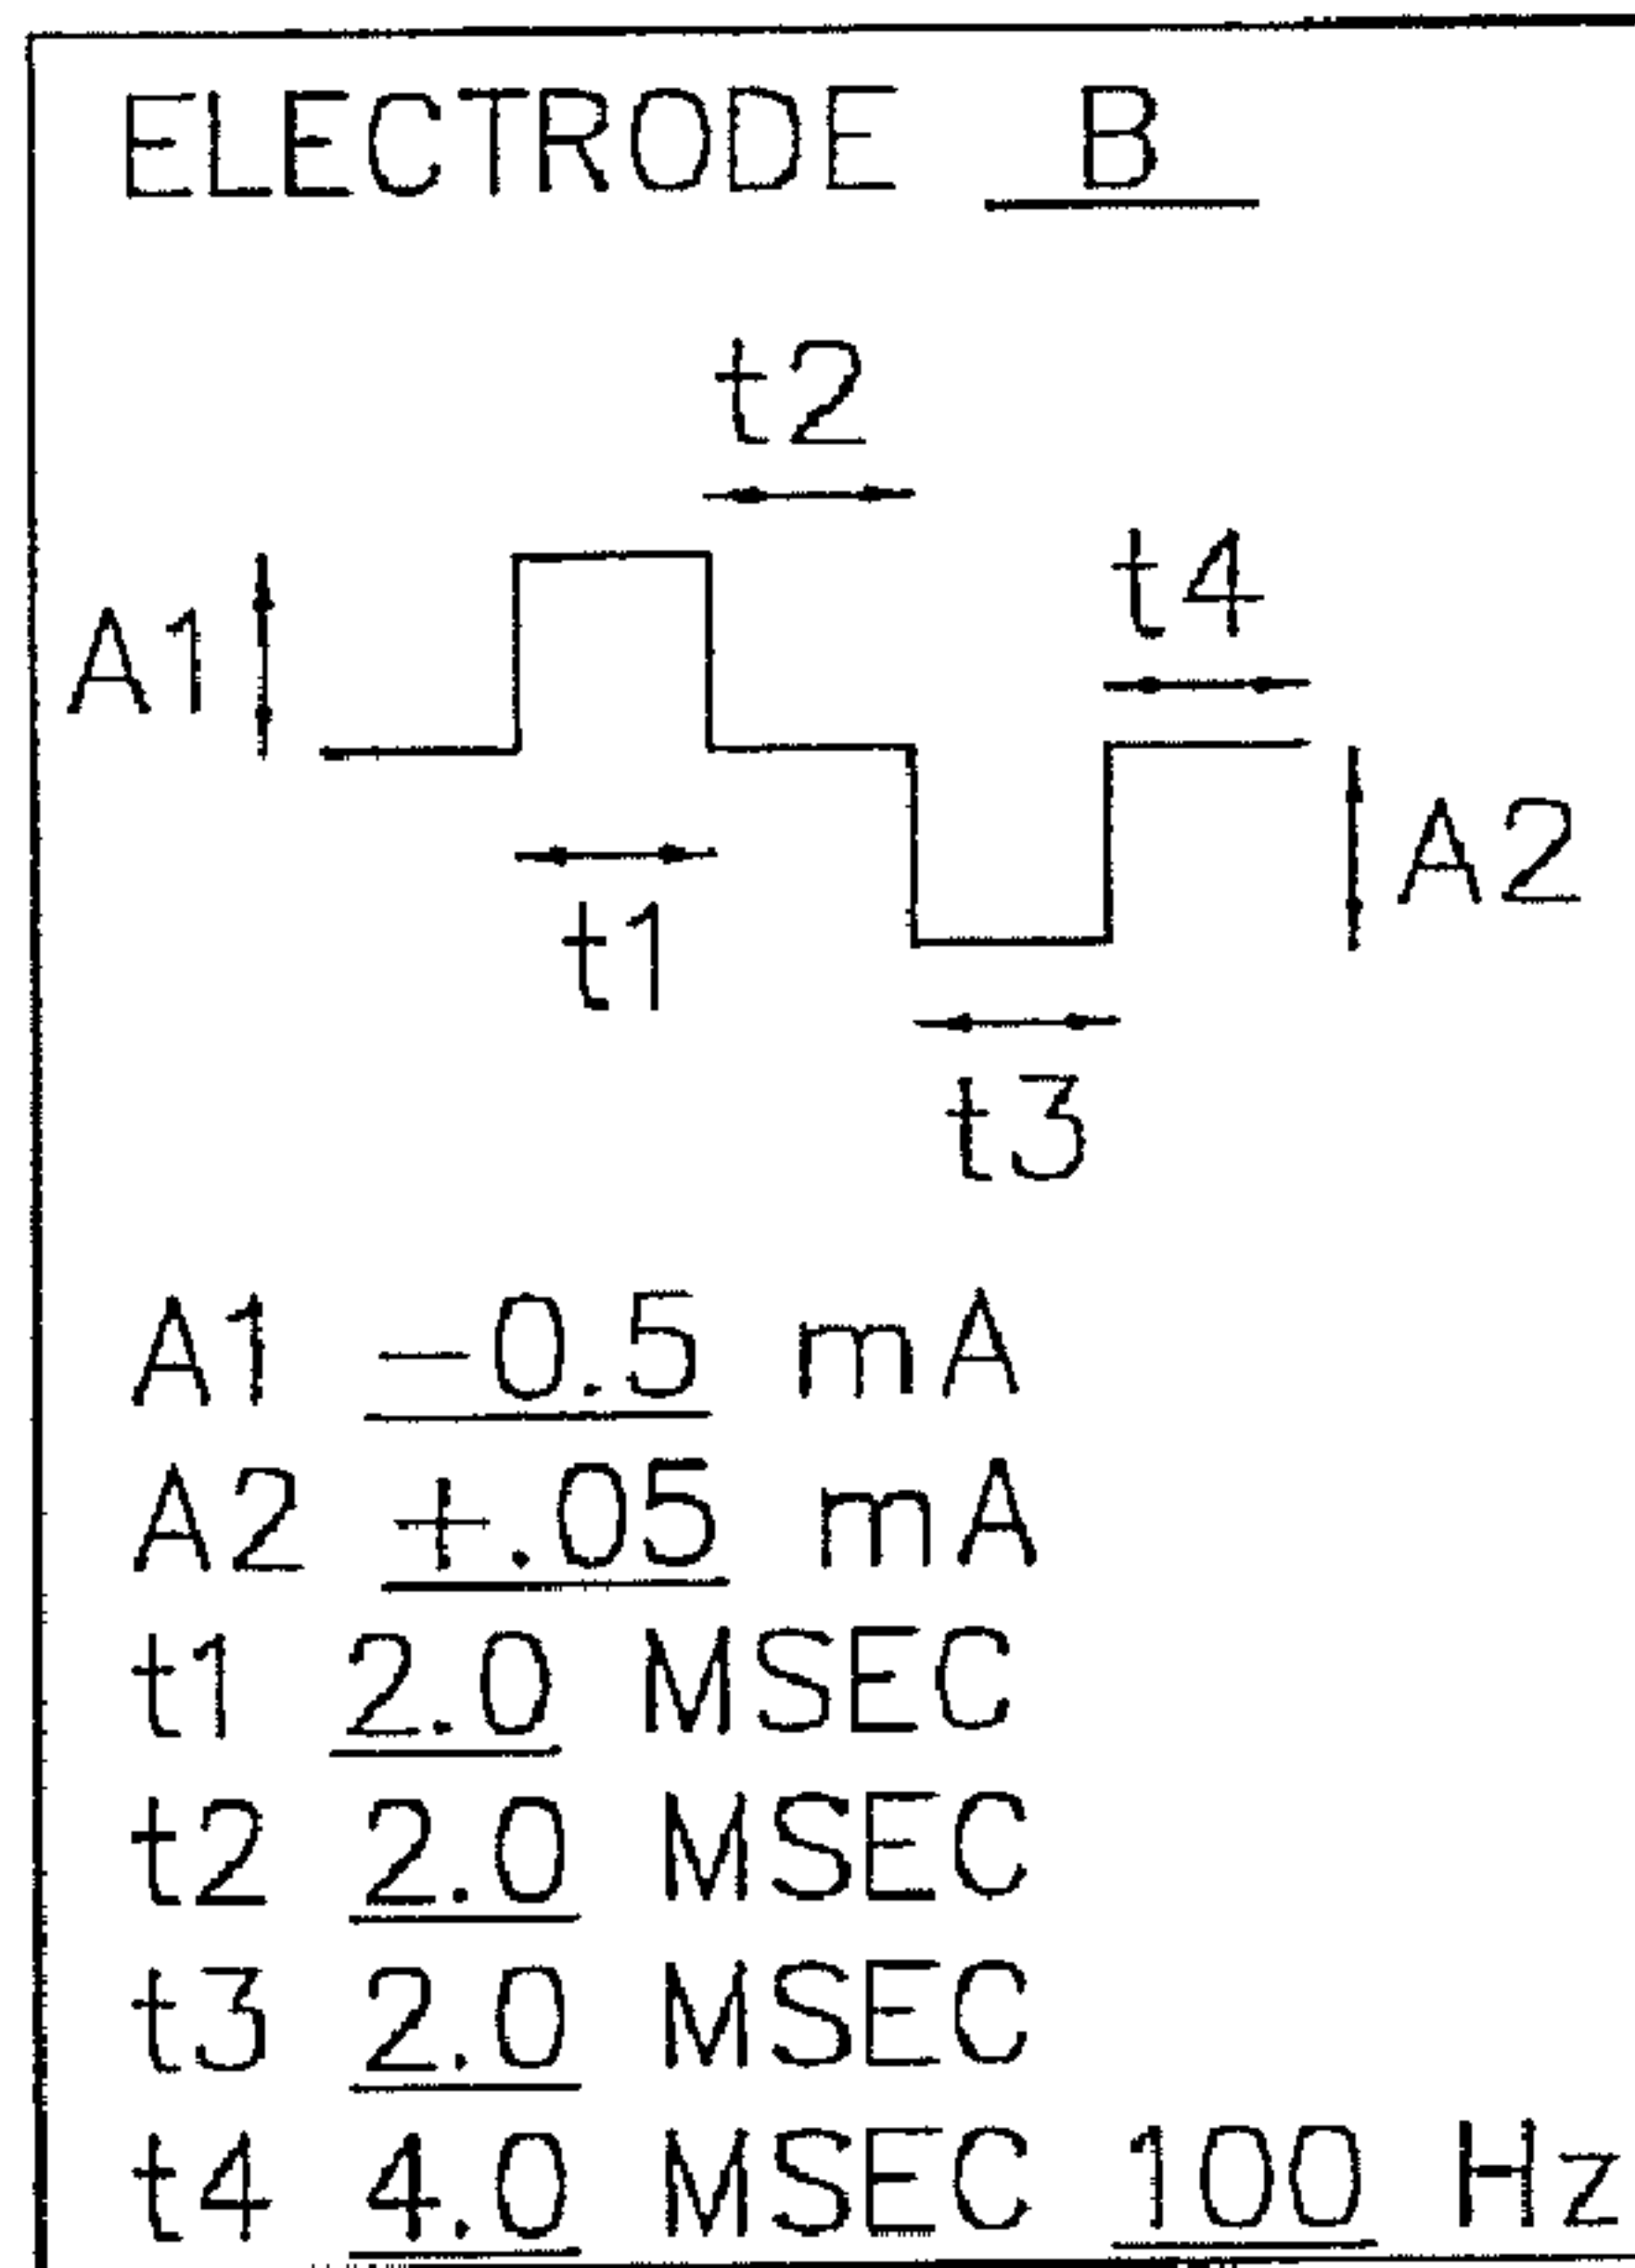 ELECTRODE B
t2
t4
A1
A2
t1
t3
A1 -0.5 mA
A2 +.05 mA
t1 2.0 MSEC
t2 2.0 MSEC
t3 2.0 MSEC
t4 4.0 MSEC 100 Hz